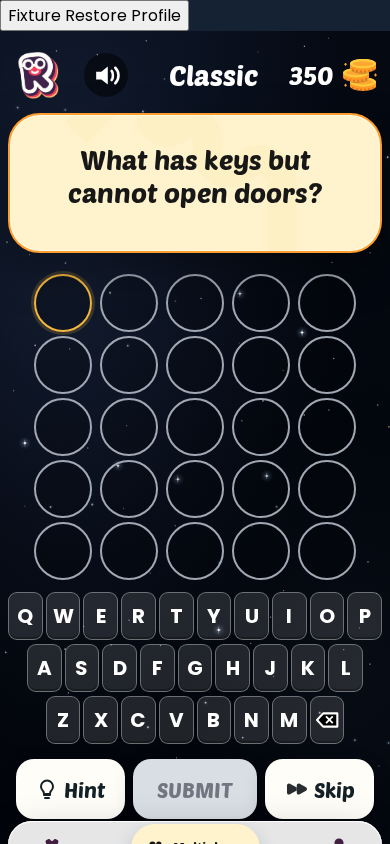 Fixture Restore Profile
Classic 350
What has keys but
cannot open doors?
Q W E R T Y U I O P
A S D F G H J K L
Z X C V B N M
Hint SUBMIT Skip